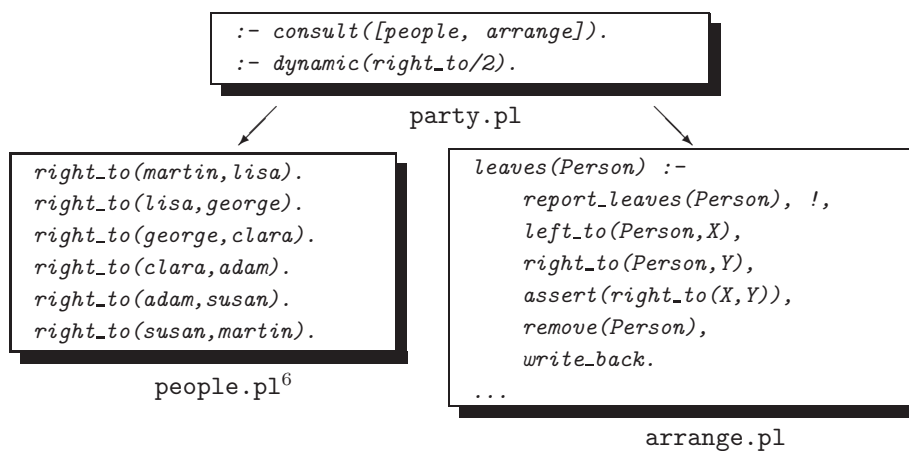 :- consult([people, arrange]).
:- dynamic(right_to/2).
party.pl
right_to(martin,lisa).
right_to(lisa,george).
right_to(george,clara).
right_to(clara,adam).
right_to(adam,susan).
right_to(susan,martin).
people.pl⁶
leaves(Person) :-
report_leaves(Person), !,
left_to(Person,X),
right_to(Person,Y),
assert(right_to(X,Y)),
remove(Person),
write_back.
...
arrange.pl